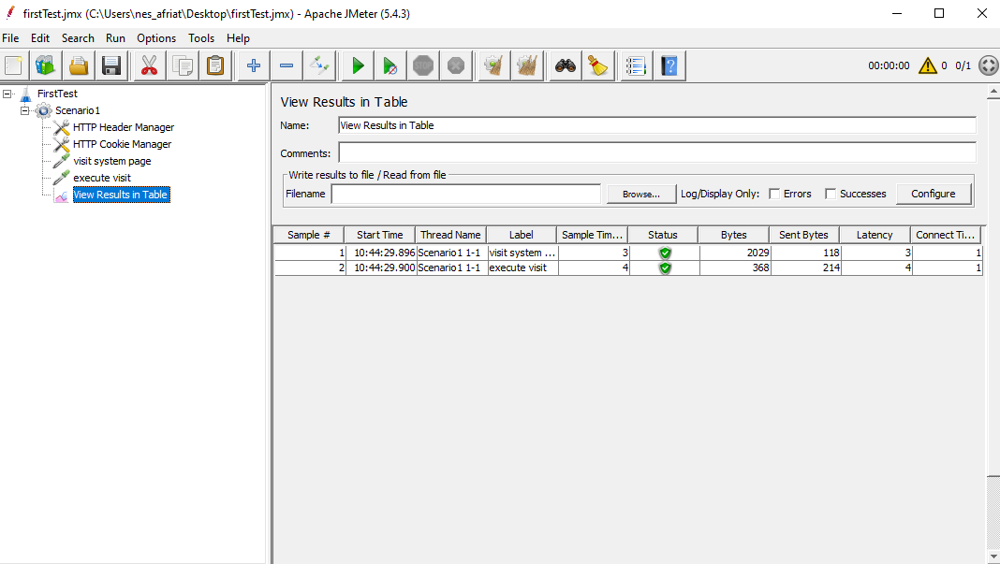 firstTest.jmx (C:\Users\nes_afriat\Desktop\firstTest.jmx) - Apache JMeter (5.4.3)
File Edit Search Run Options Tools Help
STOP ? 00:00:00 0 0/1
FirstTest
Scenario1
HTTP Header Manager
HTTP Cookie Manager
visit system page
execute visit
View Results in Table
View Results in Table
Name: View Results in Table
Comments:
Write results to file / Read from file
Filename Browse... Log/Display Only: Errors Successes Configure
Sample # Start Time Thread Name Label Sample Tim... Status Bytes Sent Bytes Latency Connect Ti...
1 10:44:29.896 Scenario1 1-1 visit system ... 3 2029 118 3 1
2 10:44:29.900 Scenario1 1-1 execute visit 4 368 214 4 1